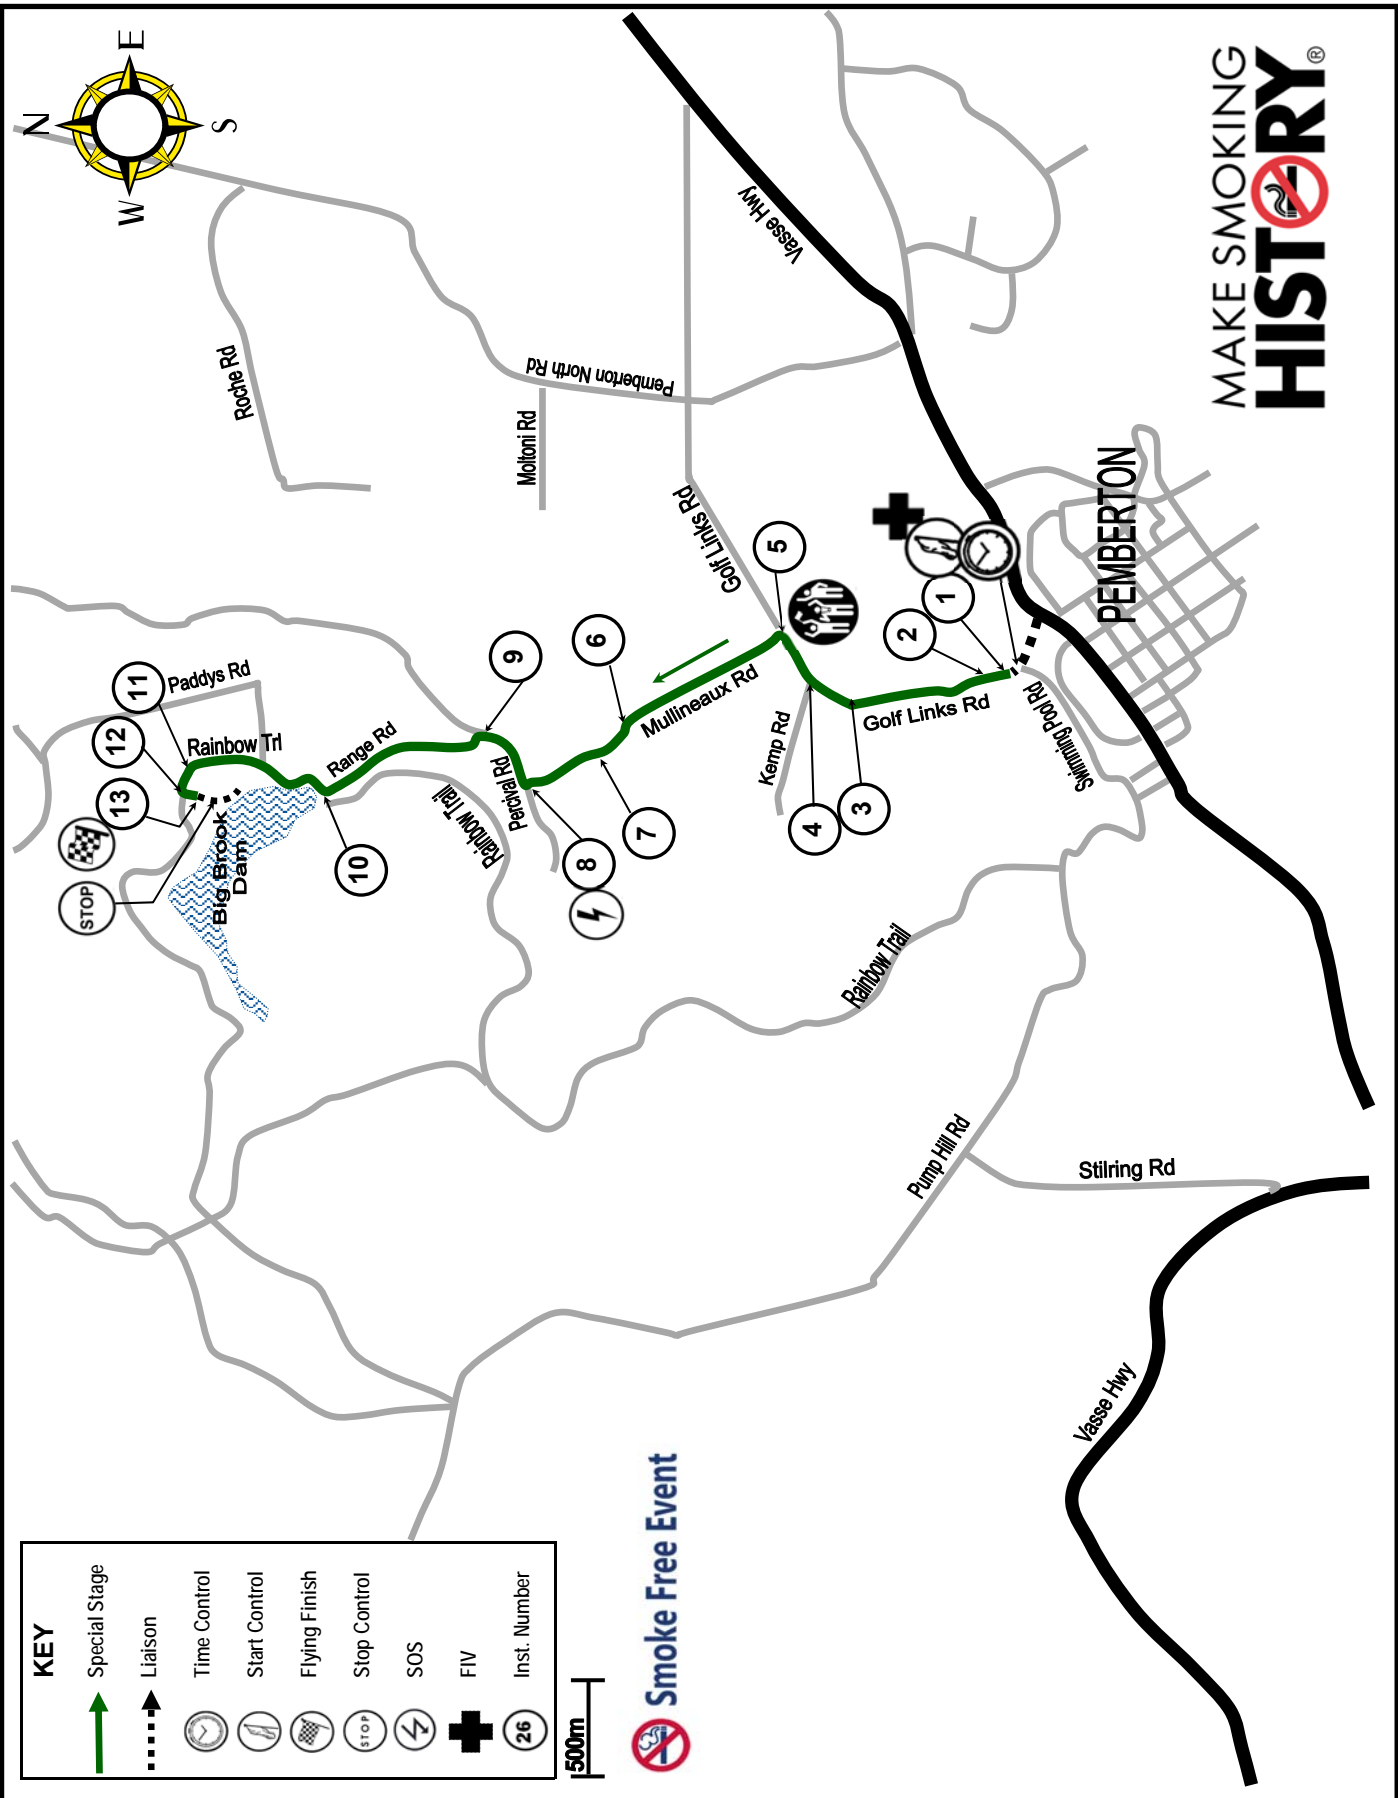 N
E
S
W
MAKE SMOKING
HISTORY®
Vasse Hwy
Roche Rd
Pemberton North Rd
Moltoni Rd
Golf Links Rd
PEMBERTON
5
1
2
6
9
Paddys Rd
11
12
13
STOP
Rainbow Trl
Range Rd
Mullineaux Rd
Golf Links Rd
Kemp Rd
Swimming Pool Rd
Percival Rd
Rainbow Trail
Big Brook
Dam
10
8
7
4
3
Rainbow Trail
Pump Hill Rd
Stilring Rd
Vasse Hwy
KEY
Special Stage
Liaison
Time Control
Start Control
Flying Finish
STOP
Stop Control
SOS
FIV
26
Inst. Number
500m
Smoke Free Event